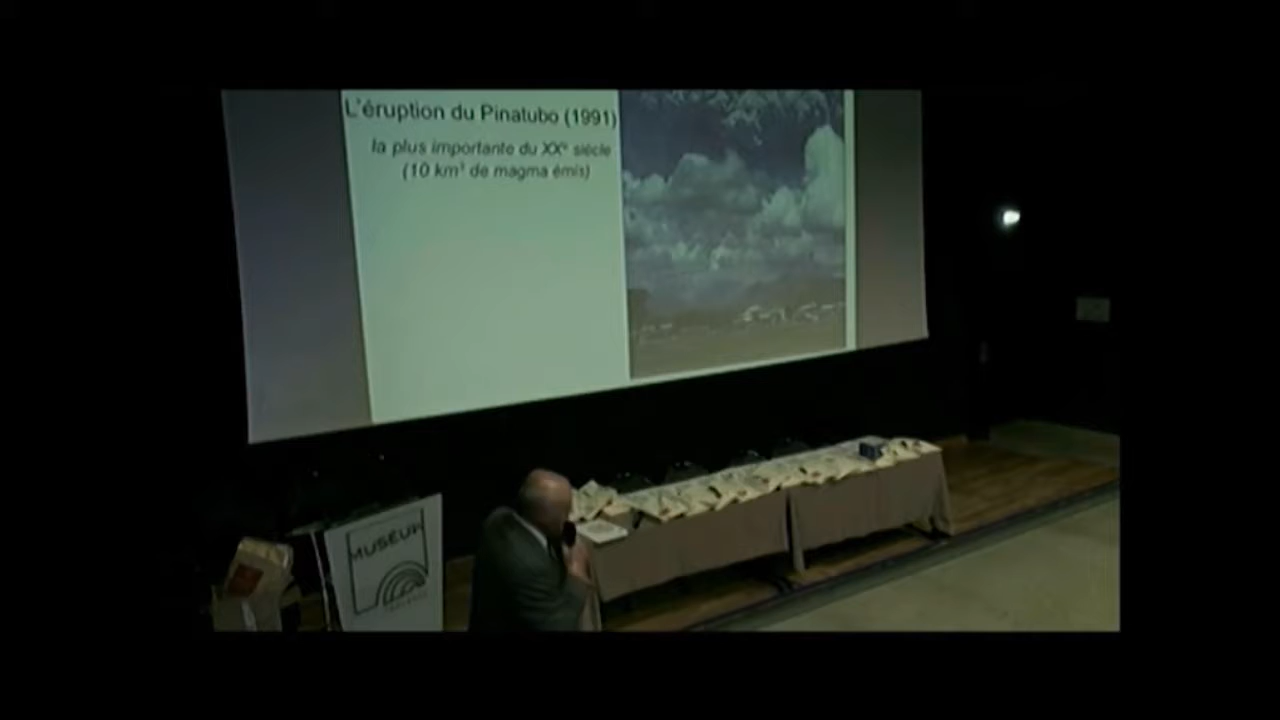 L'éruption du Pinatubo (1991)
la plus importante du XXᵉ siècle
(10 km³ de magma émis)
MUSEUM